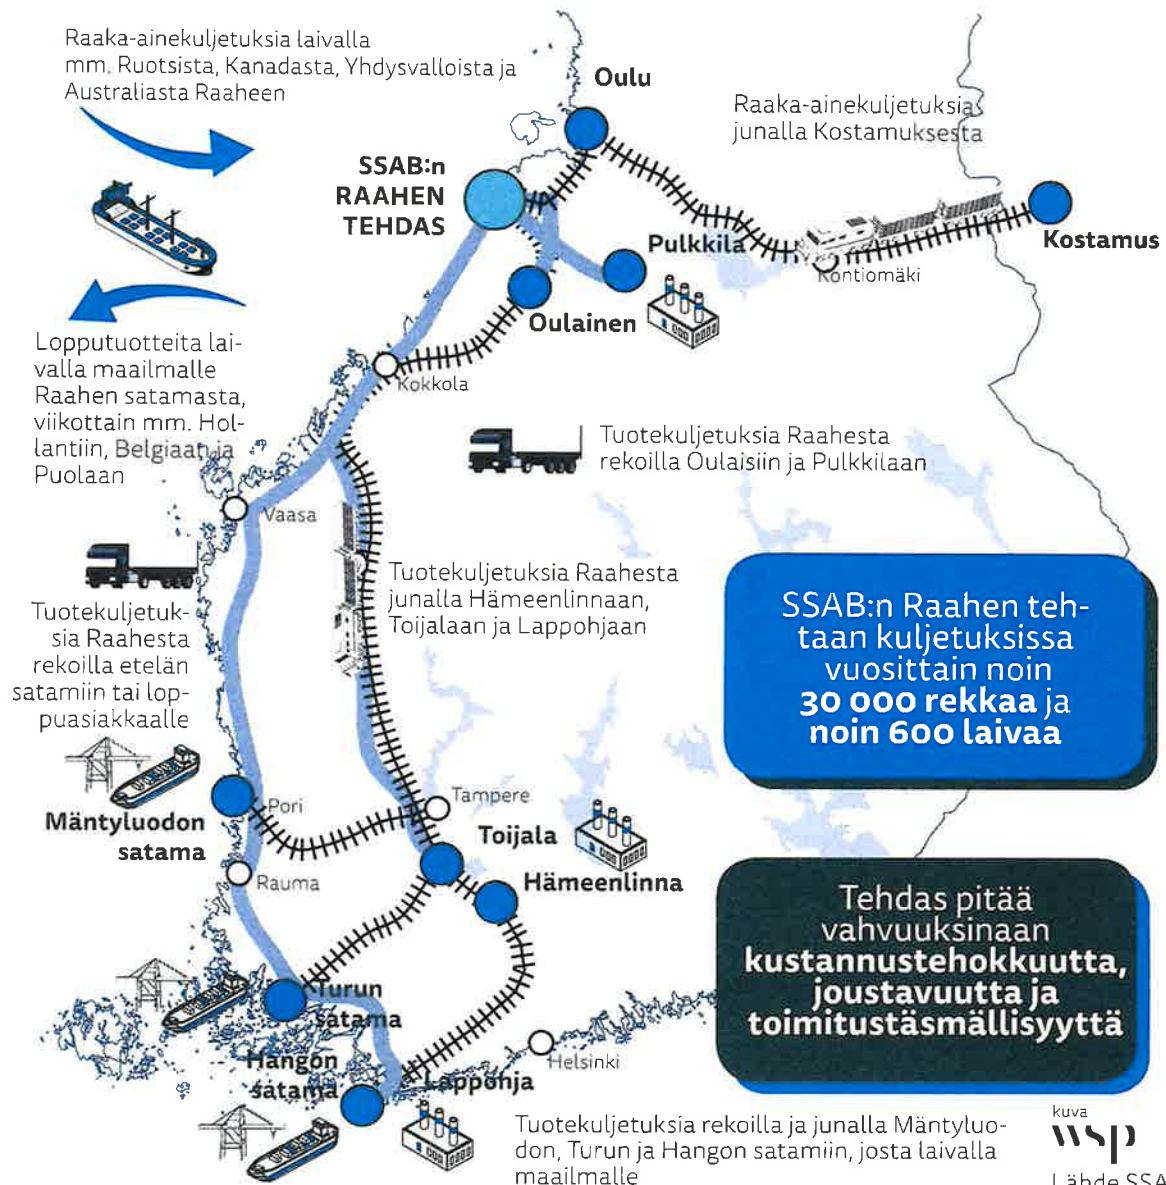 Raaka-ainekuljetuksia laivalla
mm. Ruotsista, Kanadasta, Yhdysvalloista ja
Australiasta Raaheen
Oulu
Raaka-ainekuljetuksia
junalla Kostamuksesta
SSAB:n
RAAHEN
TEHDAS
Pulkkila
Kostamus
Kontiomäki
Oulainen
Lopputuotteita lai-
valla maailmalle
Raahen satamasta,
viikottain mm. Hol-
lantiin, Belgiaan ja
Puolaan
Kokkola
Tuotekuljetuksia Raahesta
rekoilla Oulaisiin ja Pulkkilaan
Vaasa
Tuotekuljetuksia Raahesta
junalla Hämeenlinnaan,
Toijalaan ja Lappohjaan
Tuotekuljetuk-
sia Raahesta
rekoilla etelän
satamiin tai lop-
puasiakkaalle
SSAB:n Raahen teh-
taan kuljetuksissa
vuosittain noin
30 000 rekkaa ja
noin 600 laivaa
Pori
Tampere
Mäntyluodon
satama
Toijala
Rauma
Hämeenlinna
Tehdas pitää
vahvuuksinaan
kustannustehokkuutta,
joustavuutta ja
toimitustäsmällisyyttä
Turun
satama
Helsinki
Hangon
satama
Lappohja
Tuotekuljetuksia rekoilla ja junalla Mäntyluo-
don, Turun ja Hangon satamiin, josta laivalla
maailmalle
kuva
wsp
Lähde SSA